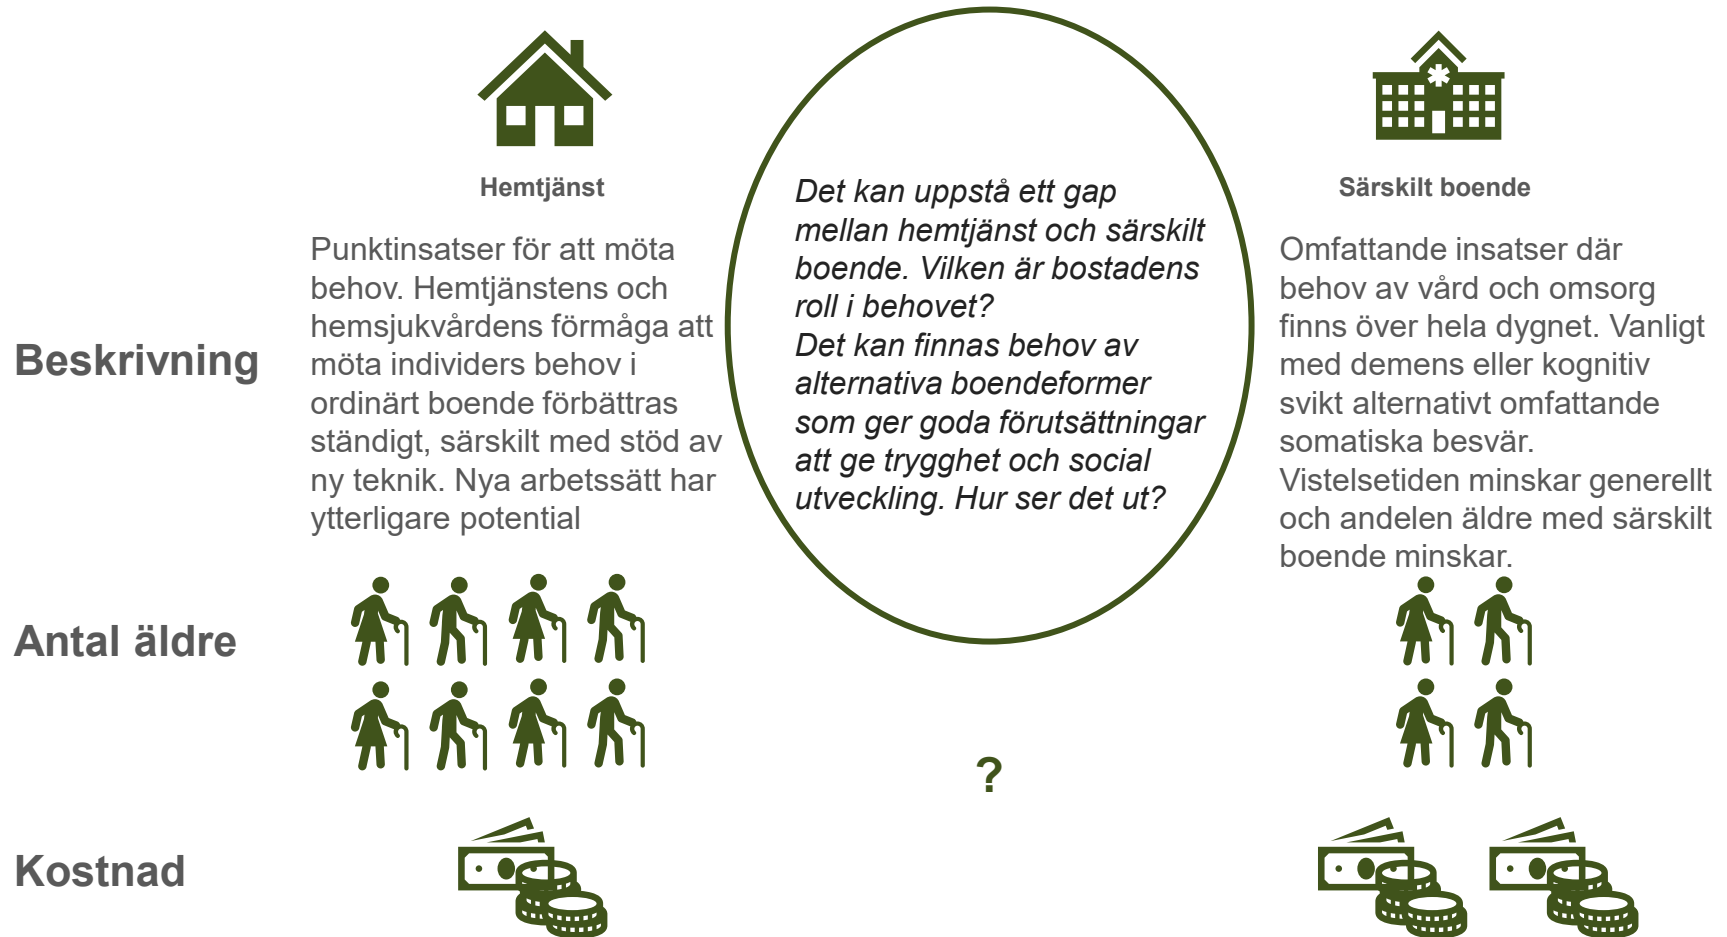 Hemtjänst
Särskilt boende
Beskrivning
Punktinsatser för att möta
behov. Hemtjänstens och
hemsjukvårdens förmåga att
möta individers behov i
ordinärt boende förbättras
ständigt, särskilt med stöd av
ny teknik. Nya arbetssätt har
ytterligare potential
Det kan uppstå ett gap
mellan hemtjänst och särskilt
boende. Vilken är bostadens
roll i behovet?
Det kan finnas behov av
alternativa boendeformer
som ger goda förutsättningar
att ge trygghet och social
utveckling. Hur ser det ut?
Omfattande insatser där
behov av vård och omsorg
finns över hela dygnet. Vanligt
med demens eller kognitiv
svikt alternativt omfattande
somatiska besvär.
Vistelsetiden minskar generellt
och andelen äldre med särskilt
boende minskar.
Antal äldre
?
Kostnad